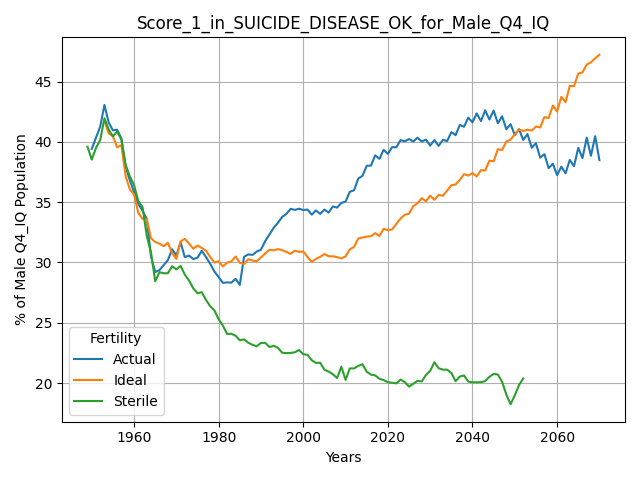 Score_1_in_SUICIDE_DISEASE_OK_for_Male_Q4_IQ
% of Male Q4_IQ Population
45
40
35
30
25
20
Fertility
Actual
Ideal
Sterile
1960 1980 2000 2020 2040 2060
Years